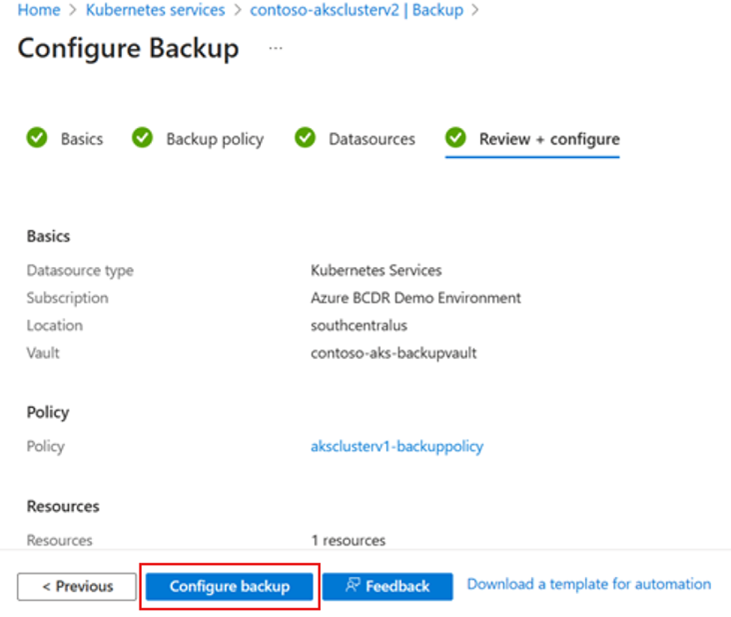 Home > Kubernetes services > contoso-aksclusterv2 | Backup >
Configure Backup ...
Basics Backup policy Datasources Review + configure
Basics
Datasource type Kubernetes Services
Subscription Azure BCDR Demo Environment
Location southcentralus
Vault contoso-aks-backupvault
Policy
Policy aksclusterv1-backuppolicy
Resources
Resources 1 resources
< Previous Configure backup Feedback Download a template for automation